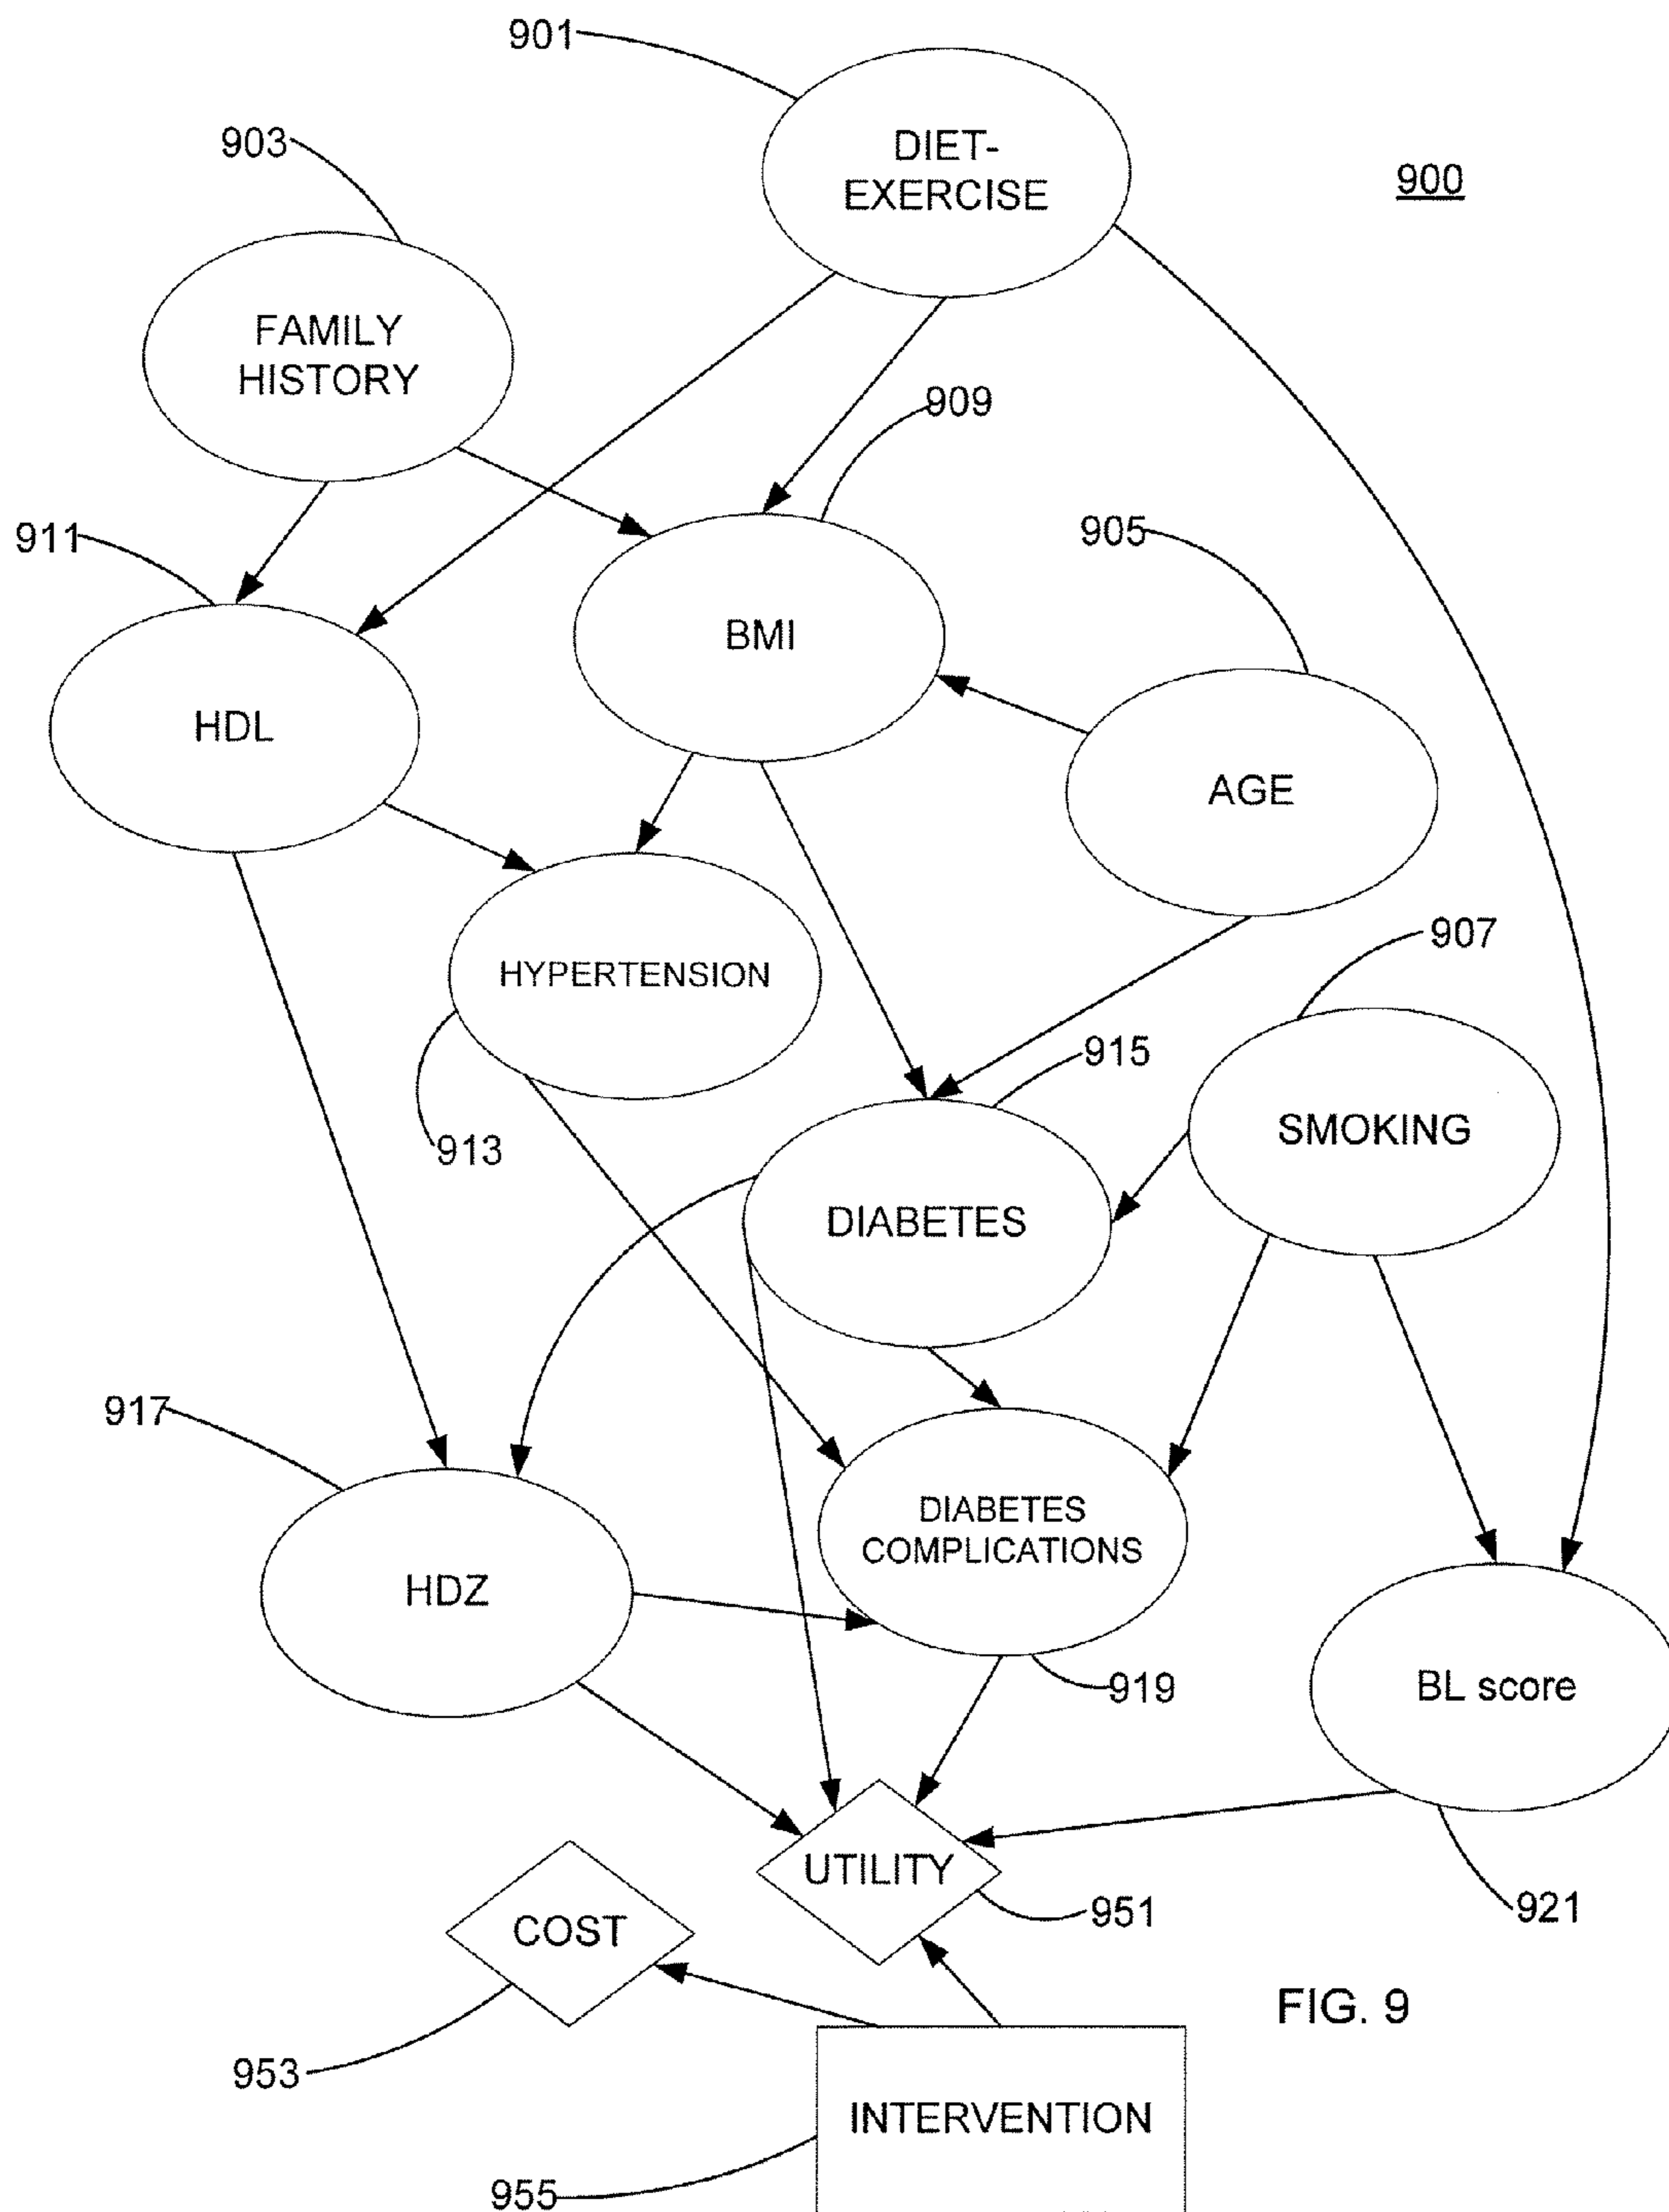 901
903
DIET-
EXERCISE
900
FAMILY
HISTORY
909
911
905
BMI
HDL
AGE
907
HYPERTENSION
915
913
SMOKING
DIABETES
917
DIABETES
COMPLICATIONS
HDZ
919
BL score
UTILITY
951
921
COST
FIG. 9
953
INTERVENTION
955